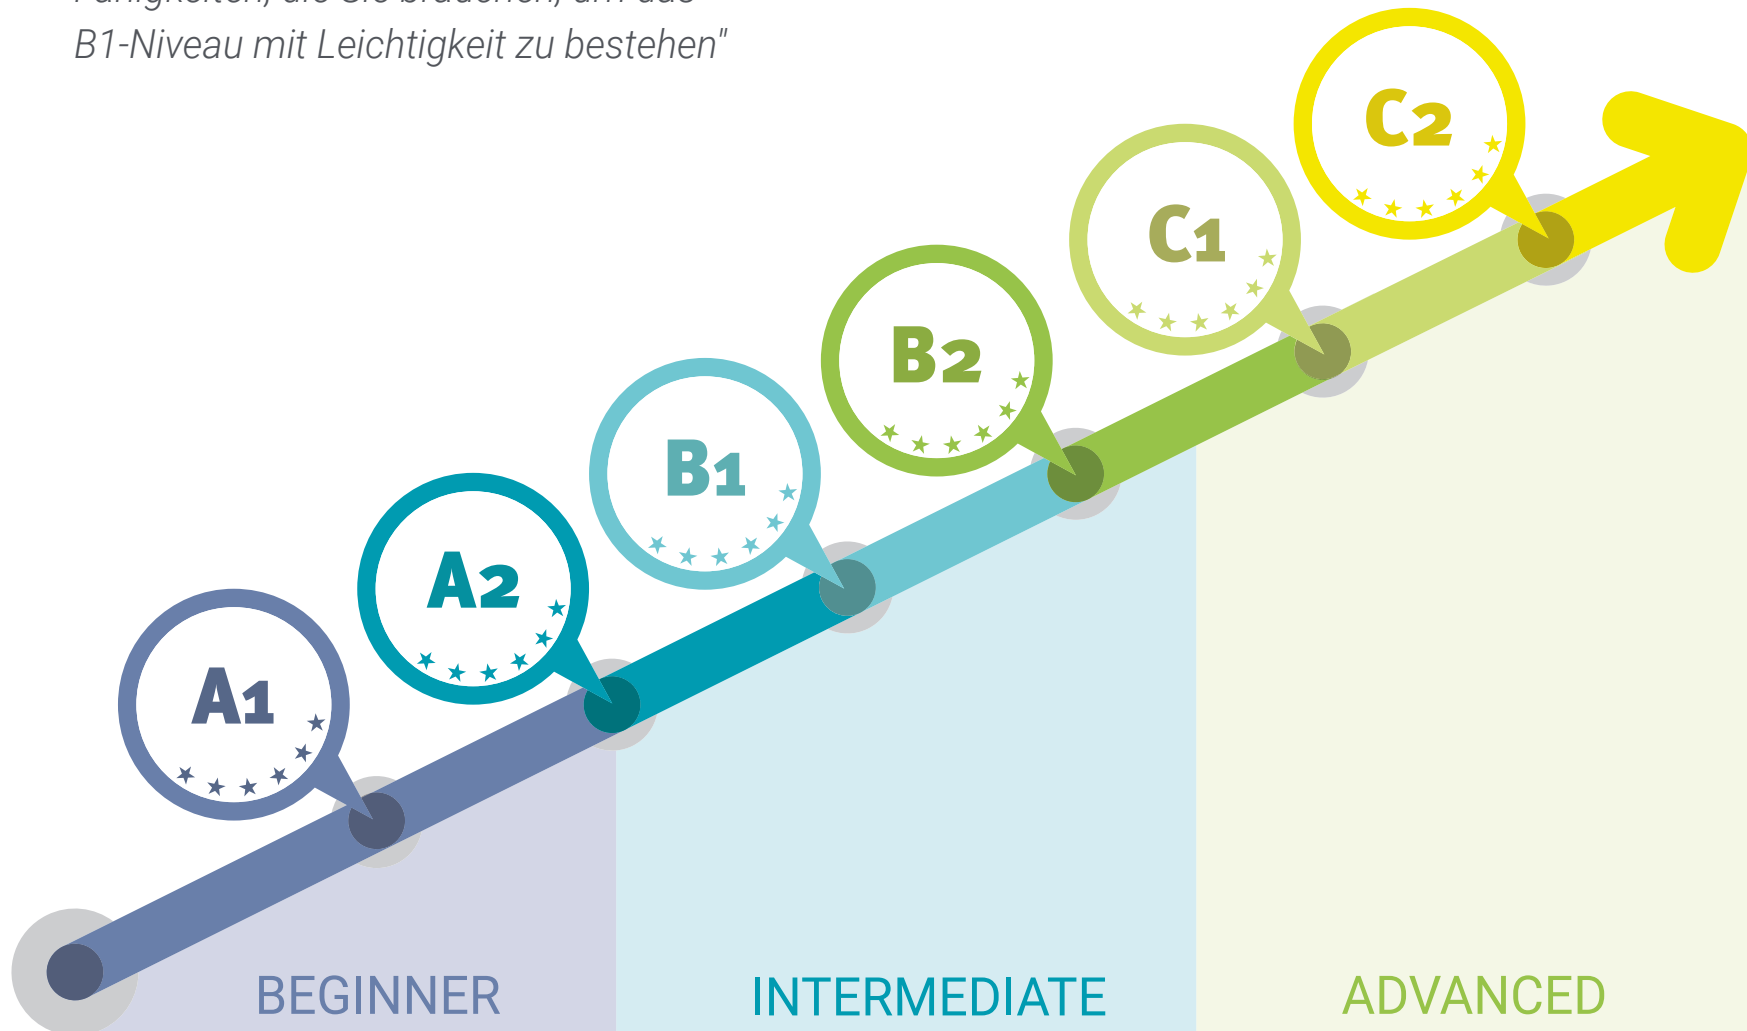 B1-Niveau mit Leichtigkeit zu bestehen"
C2
C1
B2
B1
A2
A1
BEGINNER
INTERMEDIATE
ADVANCED